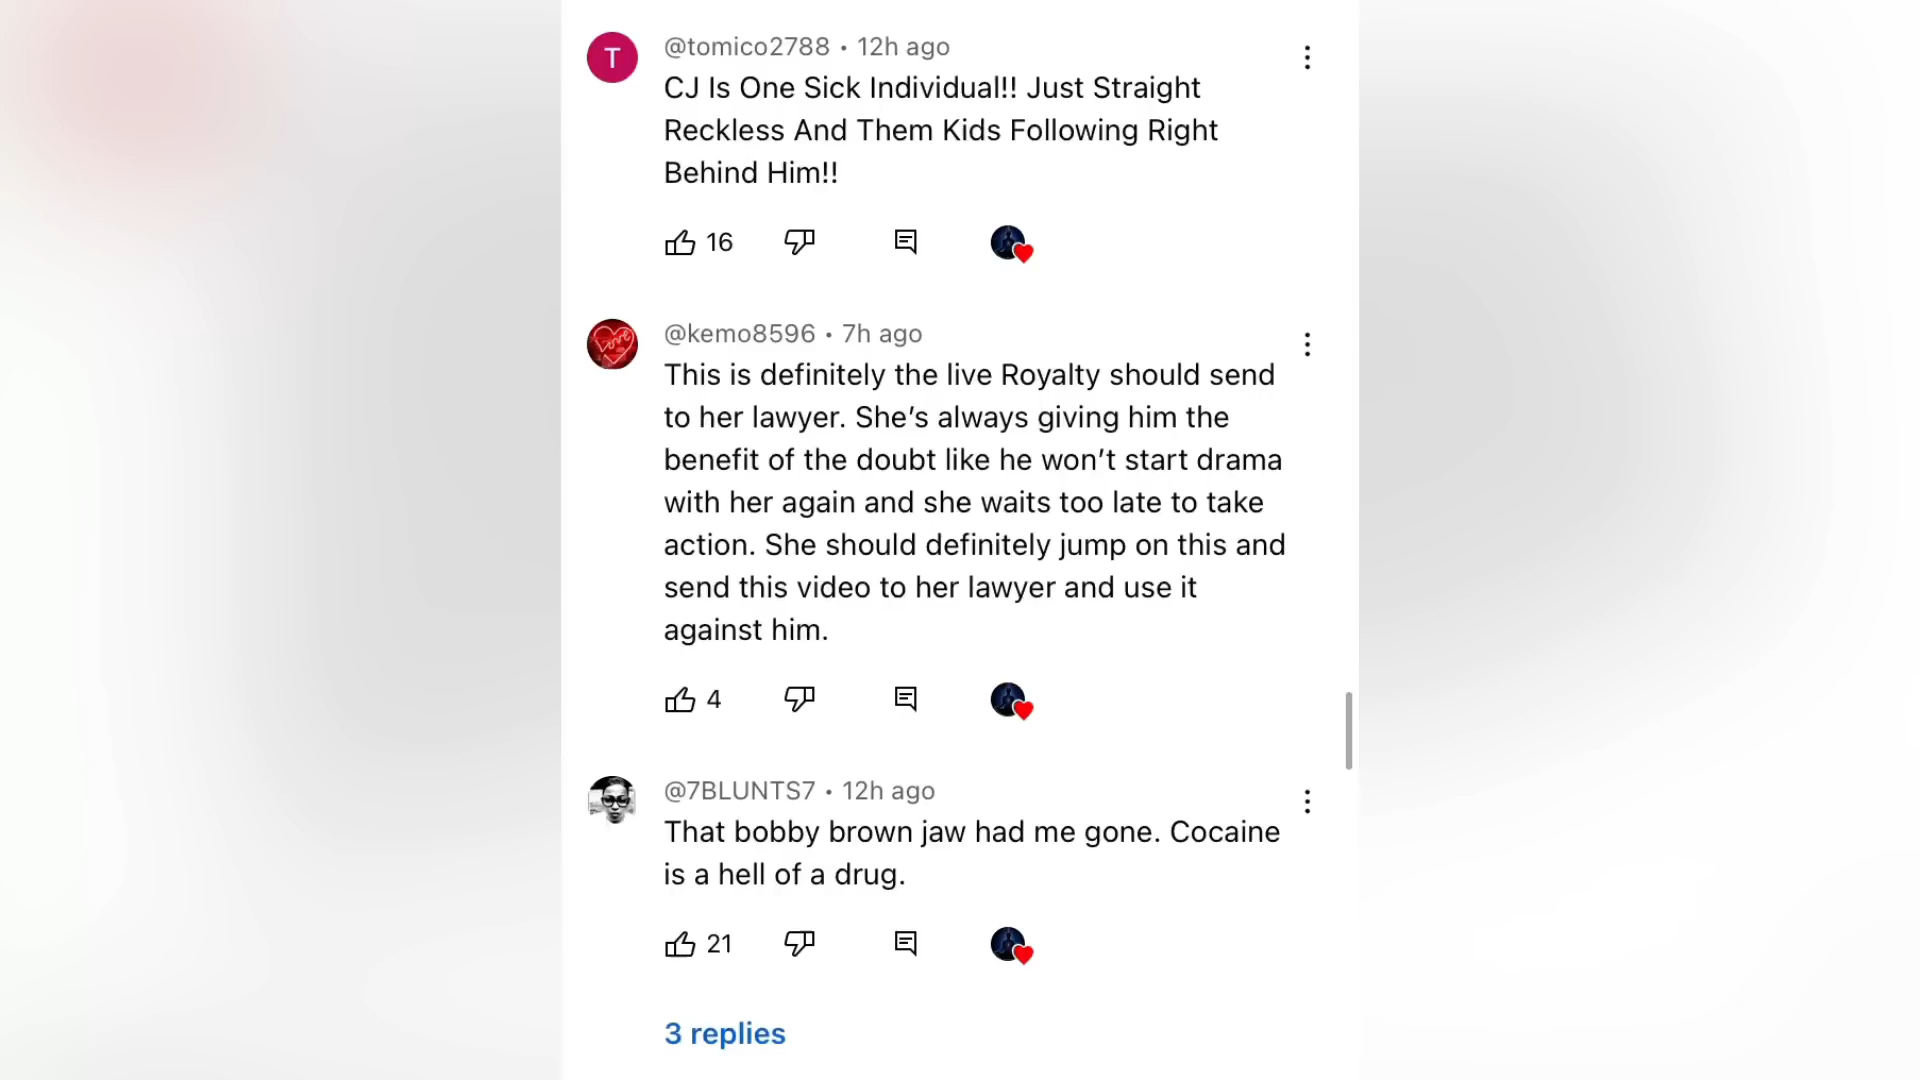 T
@tomico2788 • 12h ago
CJ Is One Sick Individual!! Just Straight
Reckless And Them Kids Following Right
Behind Him!!
16
Love
@kemo8596 • 7h ago
This is definitely the live Royalty should send
to her lawyer. She’s always giving him the
benefit of the doubt like he won’t start drama
with her again and she waits too late to take
action. She should definitely jump on this and
send this video to her lawyer and use it
against him.
4
@7BLUNTS7 • 12h ago
That bobby brown jaw had me gone. Cocaine
is a hell of a drug.
21
3 replies